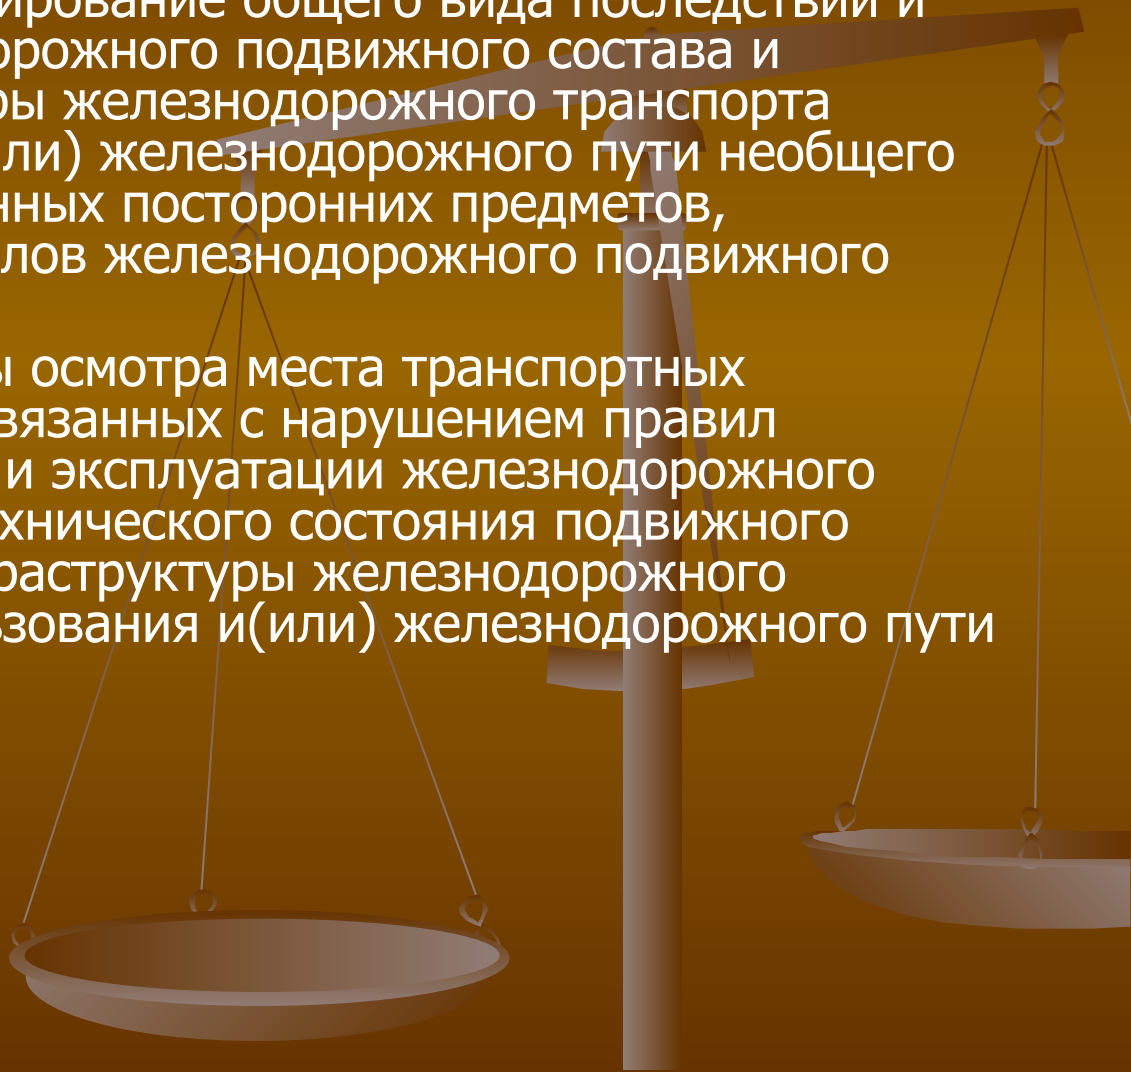 ирование общего вида последствий и
орожного подвижного состава и
ры железнодорожного транспорта
ли) железнодорожного пути необщего
нных посторонних предметов,
лов железнодорожного подвижного
ы осмотра места транспортных
вязанных с нарушением правил
и эксплуатации железнодорожного
хнического состояния подвижного
раструктуры железнодорожного
ьзования и(или) железнодорожного пути